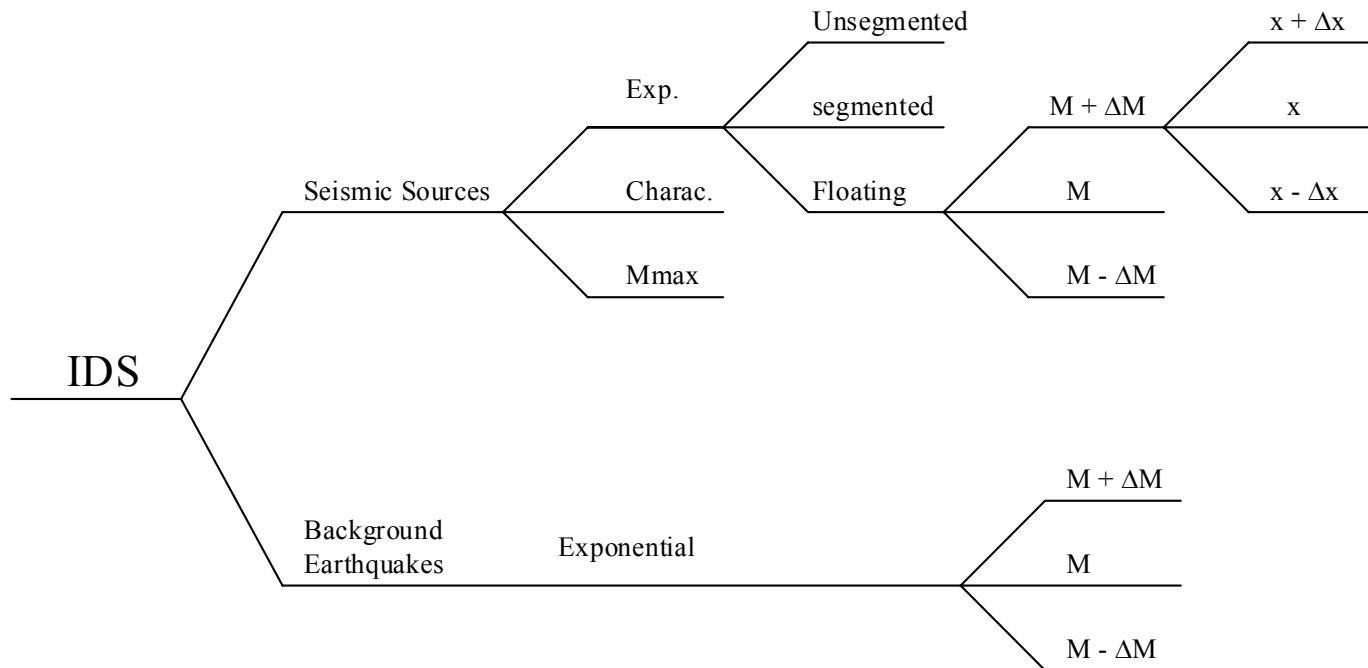 Unsegmented
x + Δx
Exp.
segmented
M + ΔM
x
Seismic Sources
Charac.
Floating
M
x - Δx
Mmax
M - ΔM
IDS
M + ΔM
Background
Earthquakes
Exponential
M
M - ΔM